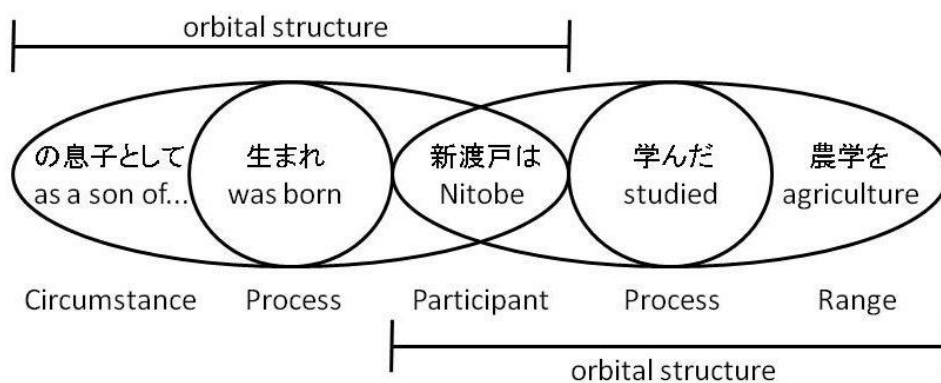 orbital structure
の息子として 生まれ 新渡戸は 学んだ 農学を
as a son of... was born Nitobe studied agriculture
Circumstance Process Participant Process Range
orbital structure